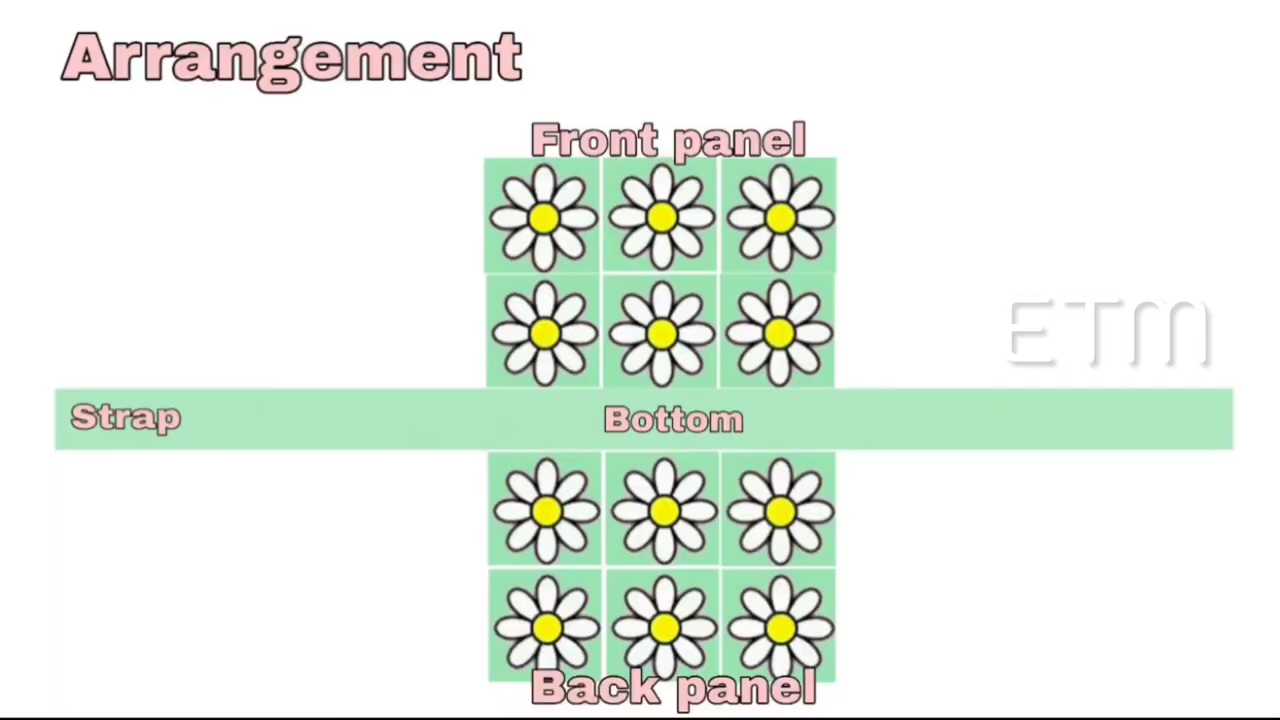 Arrangement
Front panel
ETM
Strap
Bottom
Back panel